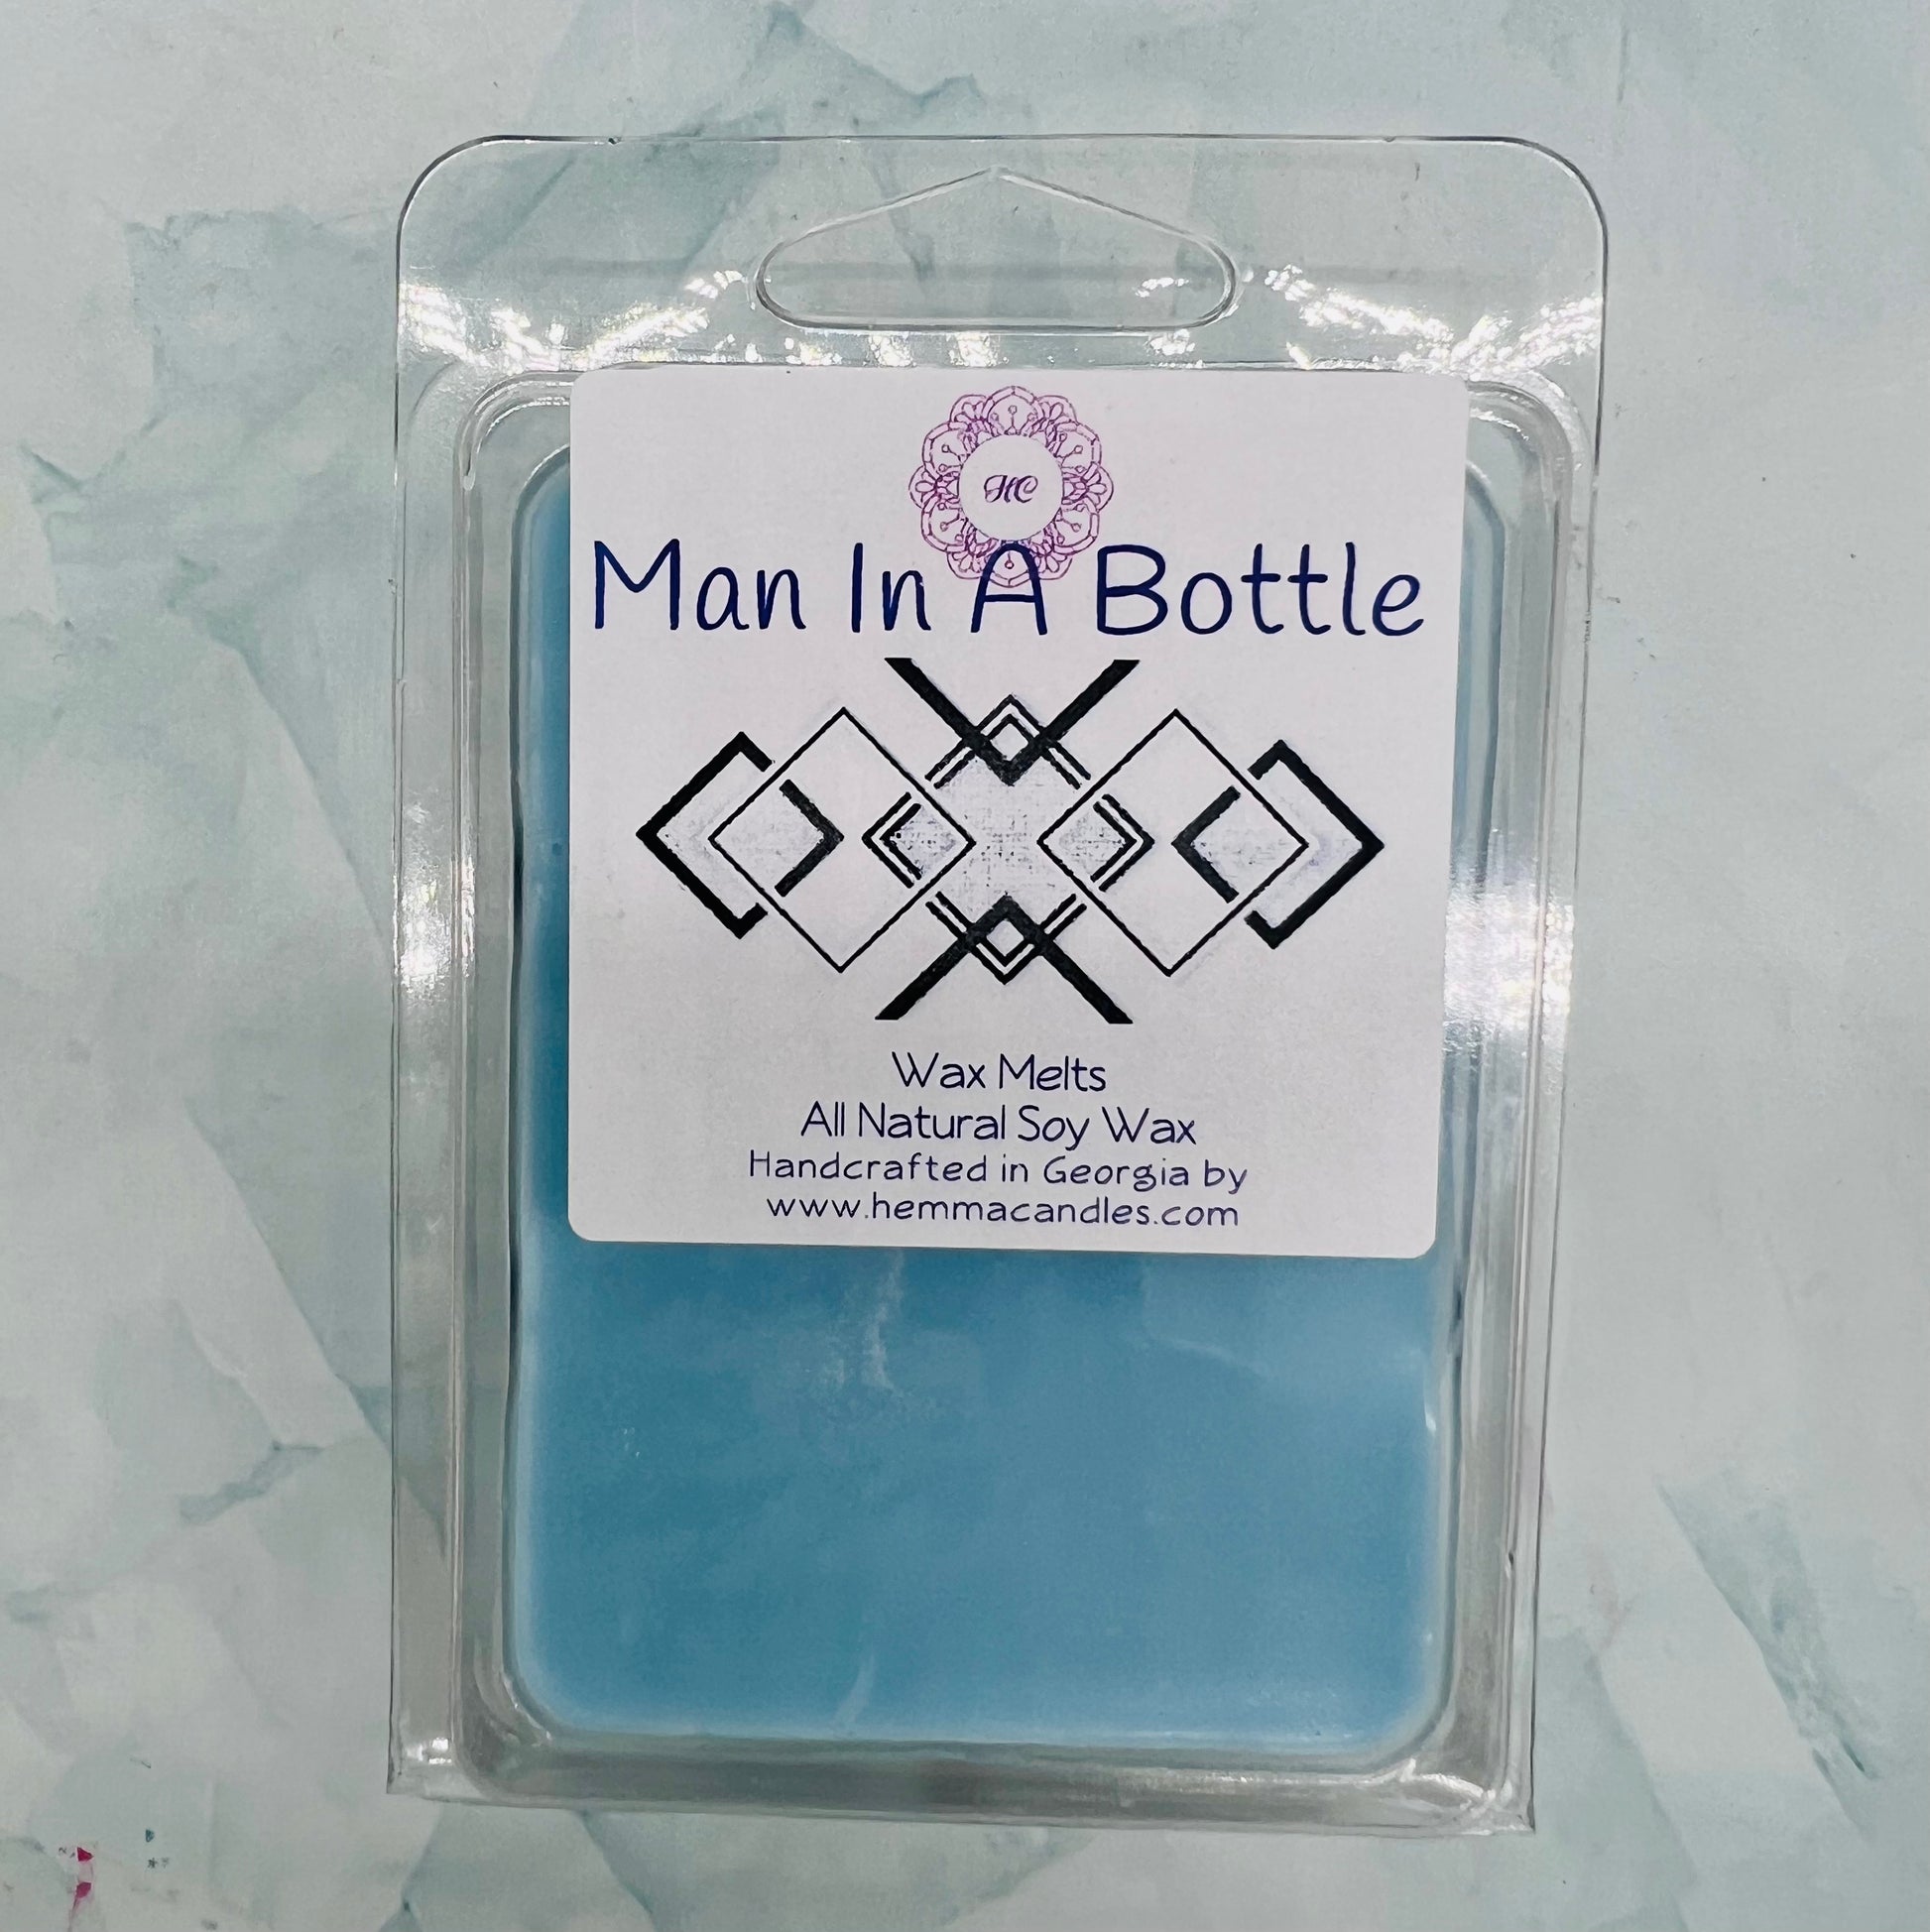 HC
Man In A Bottle
Wax Melts
All Natural Soy Wax
Handcrafted in Georgia by
www.hemmacandles.com